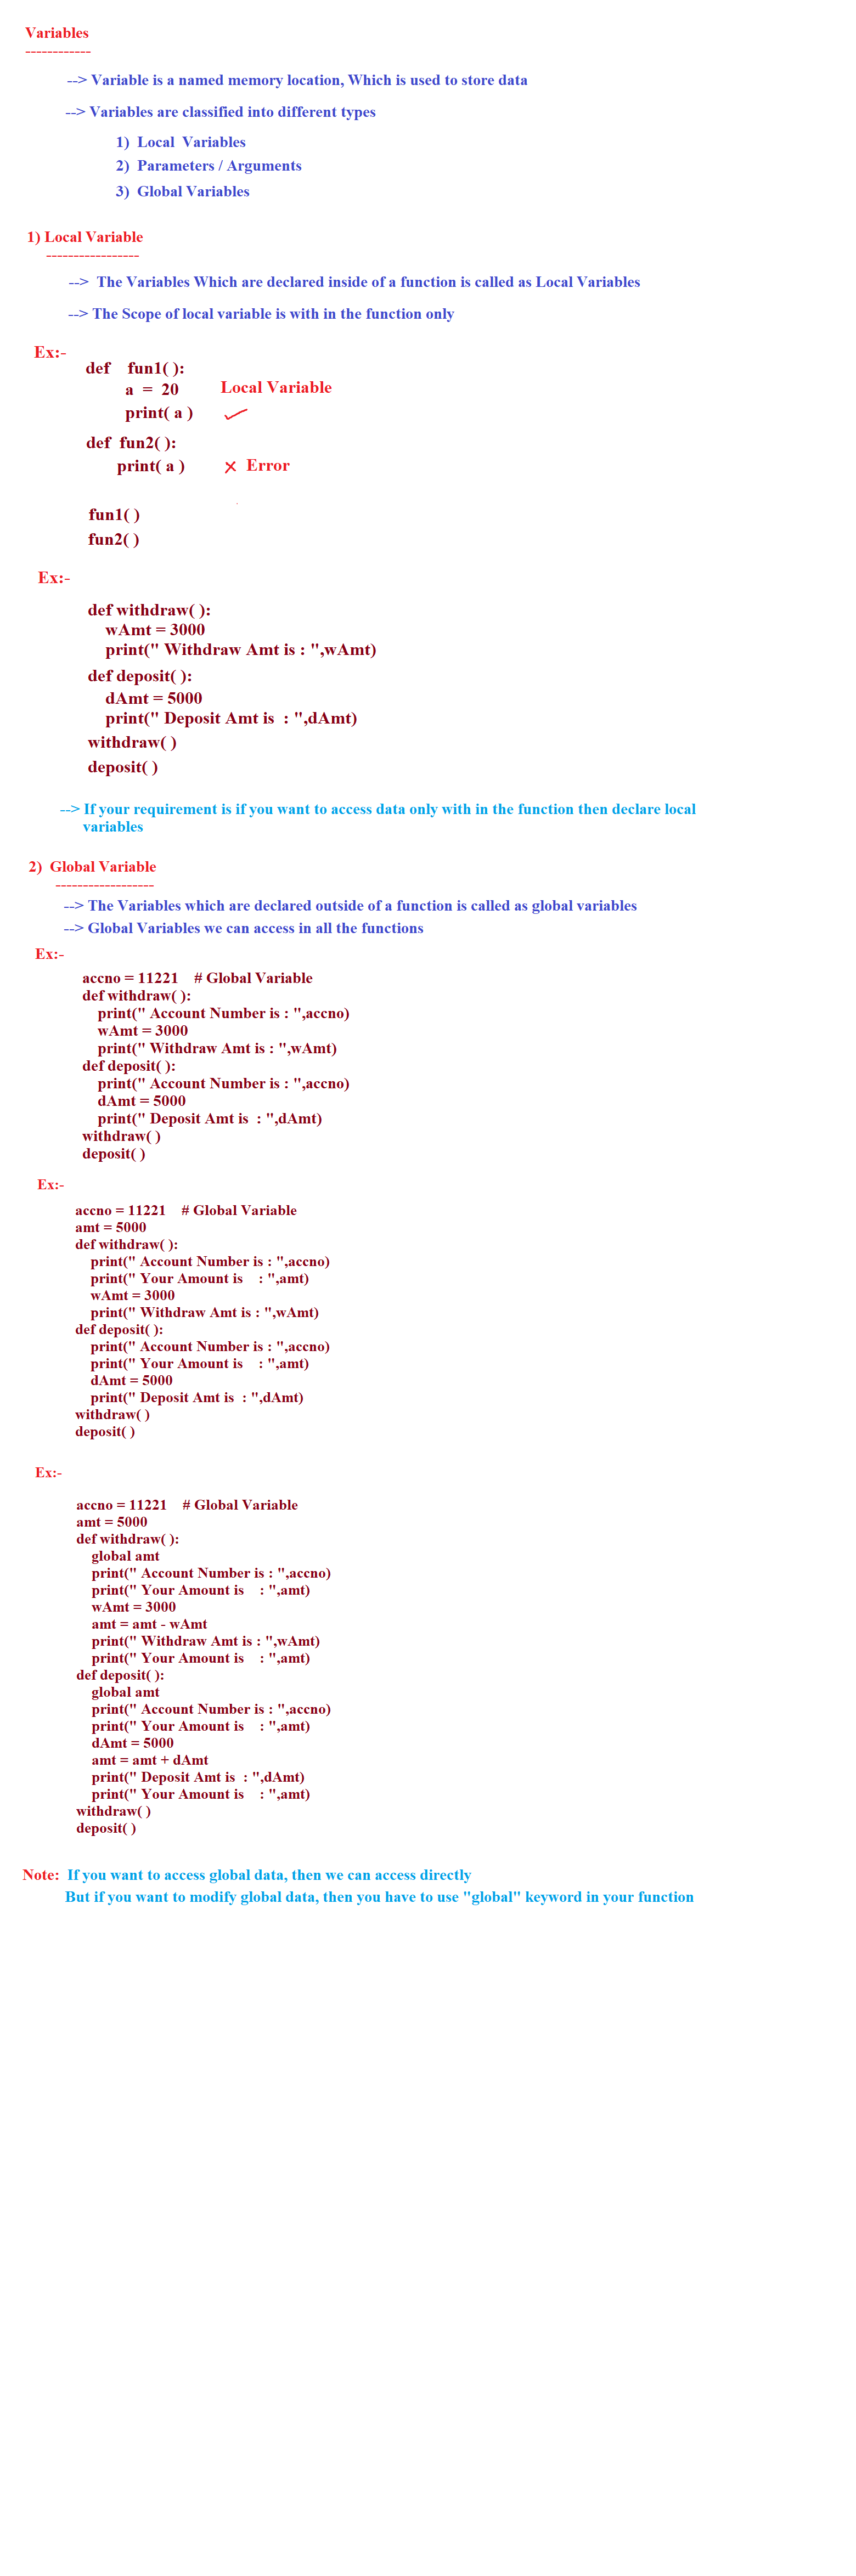 Variables
------------
--> Variable is a named memory location, Which is used to store data
--> Variables are classified into different types
1) Local Variables
2) Parameters / Arguments
3) Global Variables
1) Local Variable
-----------------
--> The Variables Which are declared inside of a function is called as Local Variables
--> The Scope of local variable is with in the function only
Ex:-
def fun1( ):
a = 20 Local Variable
print( a ) ✓
def fun2( ):
print( a ) × Error
fun1( )
fun2( )
Ex:-
def withdraw( ):
wAmt = 3000
print(" Withdraw Amt is : ",wAmt)
def deposit( ):
dAmt = 5000
print(" Deposit Amt is : ",dAmt)
withdraw( )
deposit( )
--> If your requirement is if you want to access data only with in the function then declare local
variables
2) Global Variable
------------------
--> The Variables which are declared outside of a function is called as global variables
--> Global Variables we can access in all the functions
Ex:-
accno = 11221 # Global Variable
def withdraw( ):
print(" Account Number is : ",accno)
wAmt = 3000
print(" Withdraw Amt is : ",wAmt)
def deposit( ):
print(" Account Number is : ",accno)
dAmt = 5000
print(" Deposit Amt is : ",dAmt)
withdraw( )
deposit( )
Ex:-
accno = 11221 # Global Variable
amt = 5000
def withdraw( ):
print(" Account Number is : ",accno)
print(" Your Amount is : ",amt)
wAmt = 3000
print(" Withdraw Amt is : ",wAmt)
def deposit( ):
print(" Account Number is : ",accno)
print(" Your Amount is : ",amt)
dAmt = 5000
print(" Deposit Amt is : ",dAmt)
withdraw( )
deposit( )
Ex:-
accno = 11221 # Global Variable
amt = 5000
def withdraw( ):
global amt
print(" Account Number is : ",accno)
print(" Your Amount is : ",amt)
wAmt = 3000
amt = amt - wAmt
print(" Withdraw Amt is : ",wAmt)
print(" Your Amount is : ",amt)
def deposit( ):
global amt
print(" Account Number is : ",accno)
print(" Your Amount is : ",amt)
dAmt = 5000
amt = amt + dAmt
print(" Deposit Amt is : ",dAmt)
print(" Your Amount is : ",amt)
withdraw( )
deposit( )
Note: If you want to access global data, then we can access directly
But if you want to modify global data, then you have to use "global" keyword in your function